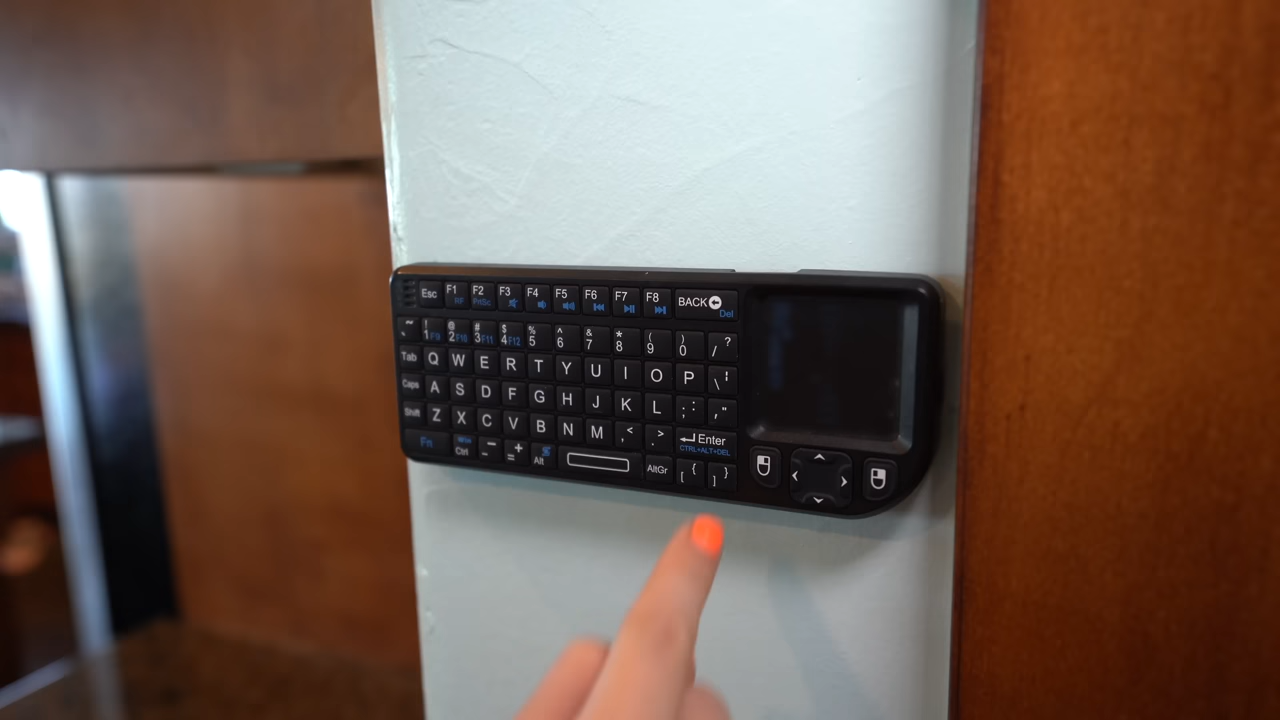 Esc F1 RF F2 PrtSc F3 F4 F5 F6 F7 F8 BACK Del
~ ` ! 1 F9 @ 2 F10 # 3 F11 $ 4 F12 % 5 ^ 6 & 7 * 8 ( 9 ) 0 ? /
Tab Q W E R T Y U I O P \ ¦
Caps A S D F G H J K L ; : , "
Shift Z X C V B N M , < . > Enter
CTRL+ALT+DEL
Fn Ctrl - _ + = Alt AltGr [ { ] }